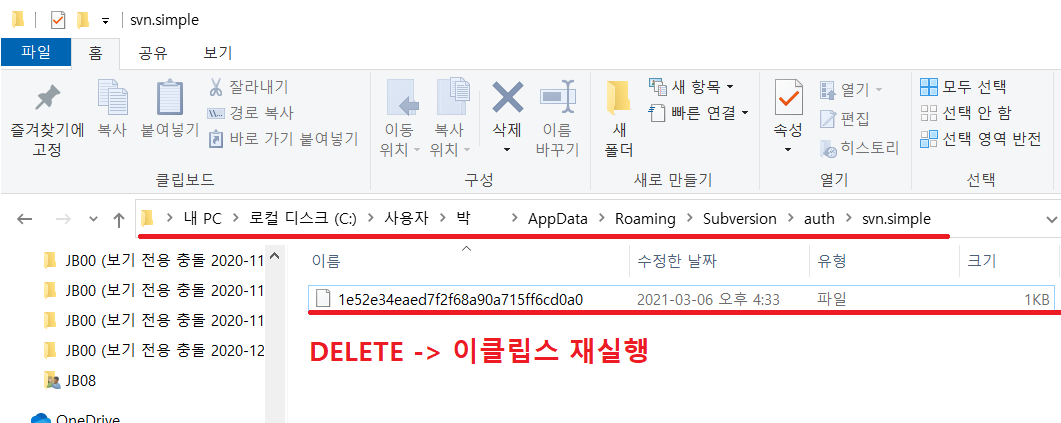 svn.simple
파일
홈
공유
보기
즐겨찾기에 고정
복사
붙여넣기
잘라내기
경로 복사
바로 가기 붙여넣기
클립보드
이동 위치
복사 위치
삭제
이름 바꾸기
구성
새 폴더
새 항목
빠른 연결
새로 만들기
속성
열기
편집
히스토리
열기
모두 선택
선택 안 함
선택 영역 반전
선택
내 PC > 로컬 디스크 (C:) > 사용자 > 박 > AppData > Roaming > Subversion > auth > svn.simple
JB00 (보기 전용 충돌 2020-11
JB00 (보기 전용 충돌 2020-11
JB00 (보기 전용 충돌 2020-11
JB00 (보기 전용 충돌 2020-12
JB08
OneDrive
이름 수정한 날짜 유형 크기
1e52e34eaed7f2f68a90a715ff6cd0a0 2021-03-06 오후 4:33 파일 1KB
DELETE -> 이클립스 재실행